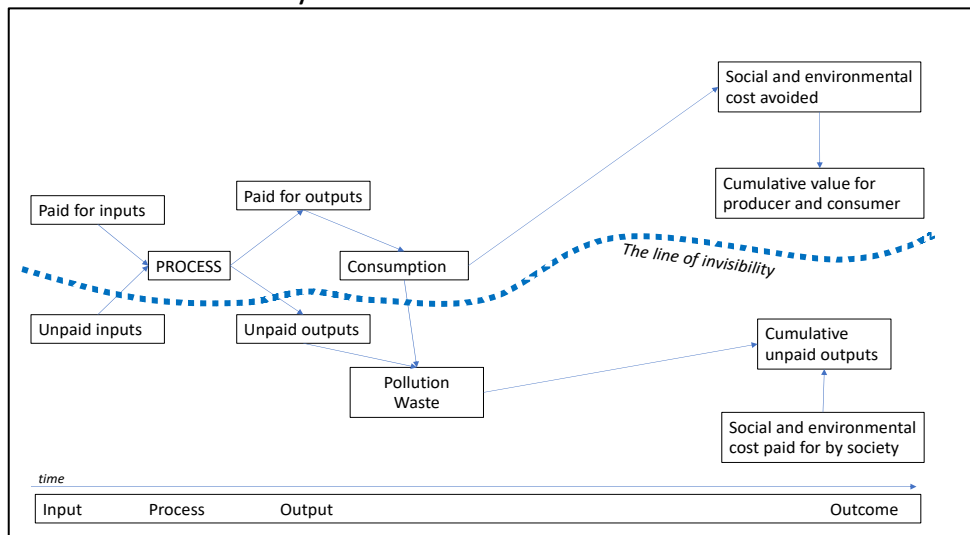 Social and environmental
cost avoided
Cumulative value for
producer and consumer
Paid for outputs
Paid for inputs
PROCESS
Consumption
The line of invisibility
Unpaid inputs
Unpaid outputs
Cumulative
unpaid outputs
Pollution
Waste
Social and environmental
cost paid for by society
time
Input Process Output Outcome